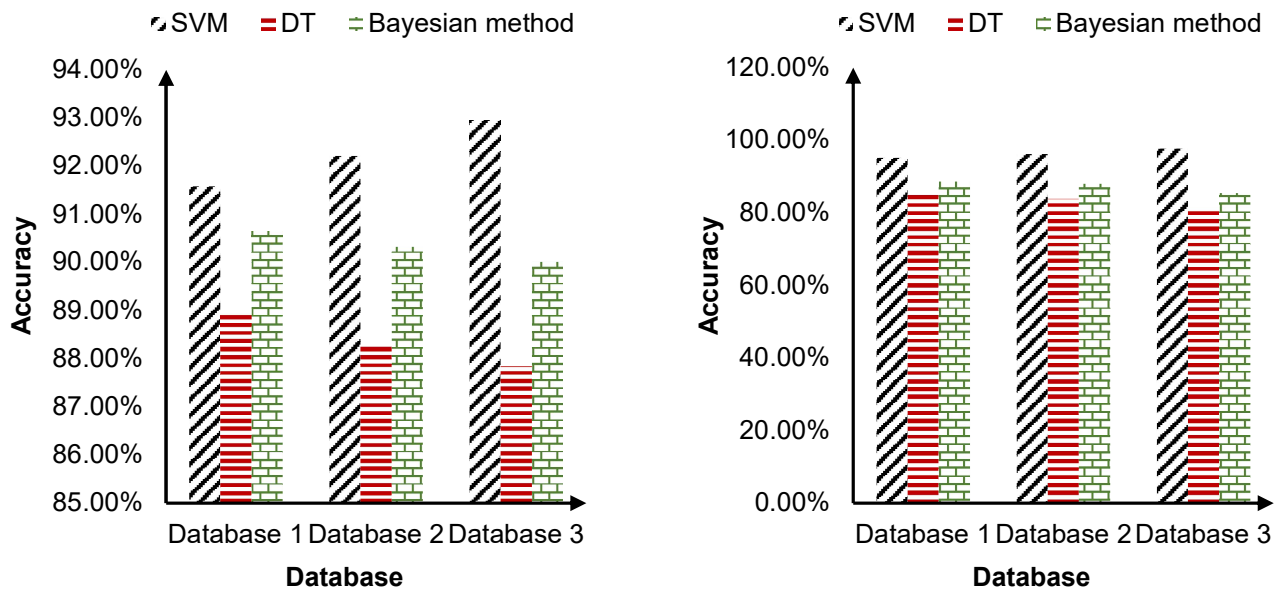 SVM DT Bayesian method
94.00%
93.00%
92.00%
91.00%
90.00%
89.00%
88.00%
87.00%
86.00%
85.00%
Accuracy
Database 1 Database 2 Database 3
Database
SVM DT Bayesian method
120.00%
100.00%
80.00%
60.00%
40.00%
20.00%
0.00%
Accuracy
Database 1 Database 2 Database 3
Database